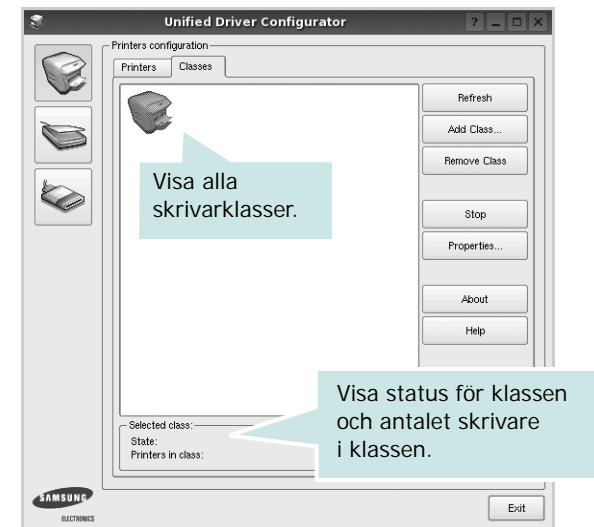 Unified Driver Configurator
?
Printers configuration
Printers Classes
Refresh
Add Class...
Remove Class
Visa alla
skrivarklasser.
Stop
Properties...
About
Help
Visa status för klassen
och antalet skrivare
i klassen.
Selected class:
State:
Printers in class:
SAMSUNG
ELECTRONICS
Exit